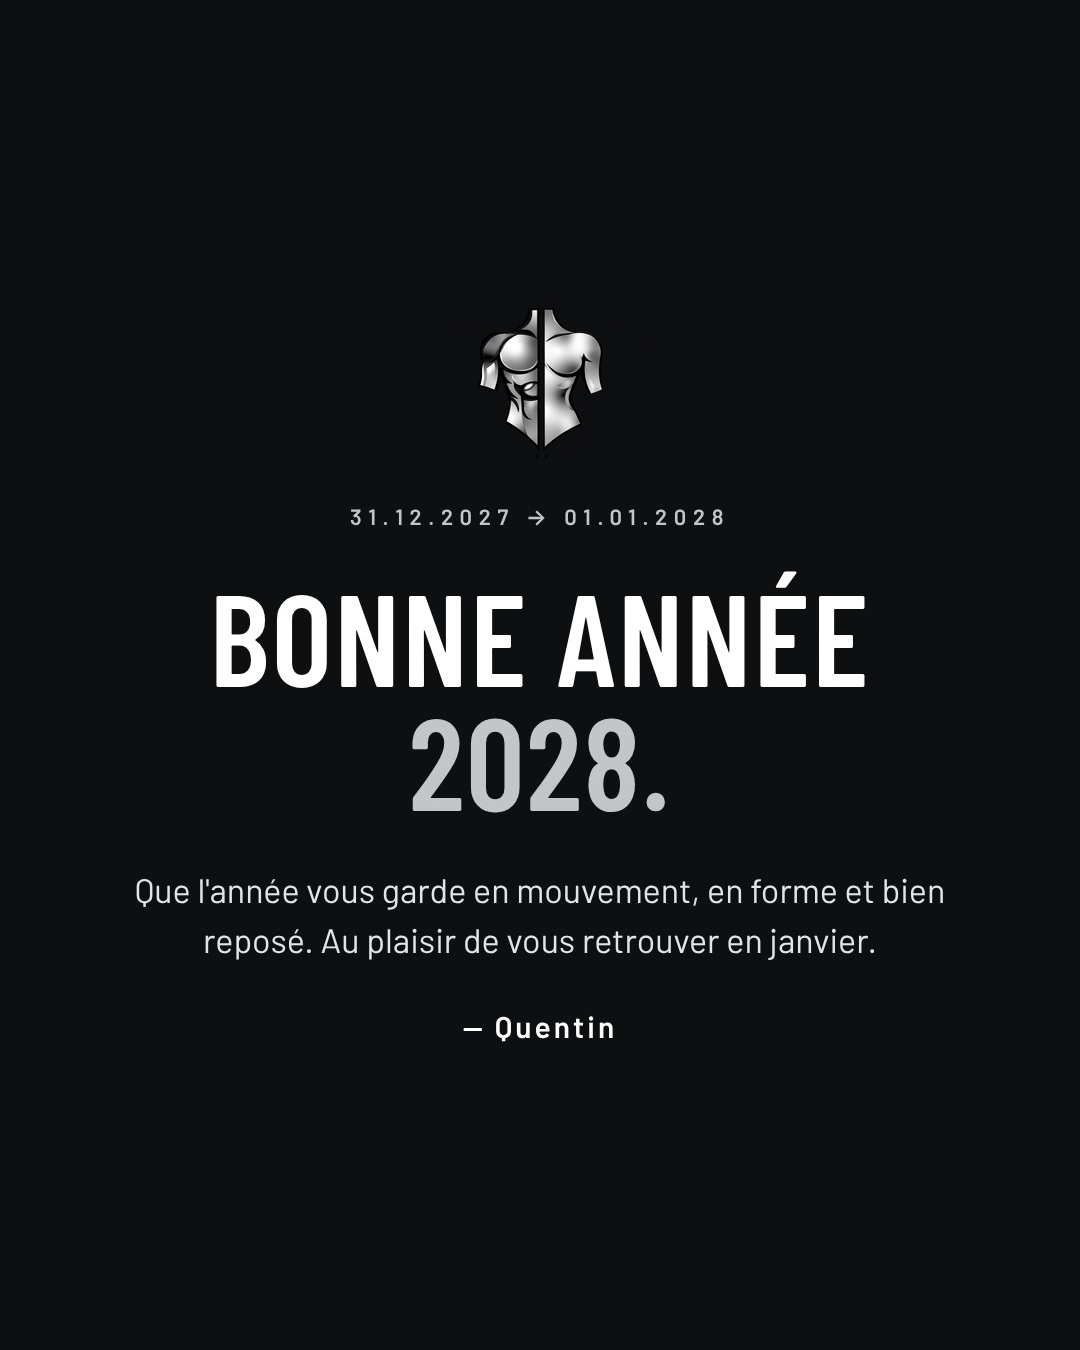 31.12.2027 → 01.01.2028
BONNE ANNÉE
2028.
Que l'année vous garde en mouvement, en forme et bien
reposé. Au plaisir de vous retrouver en janvier.
— Quentin